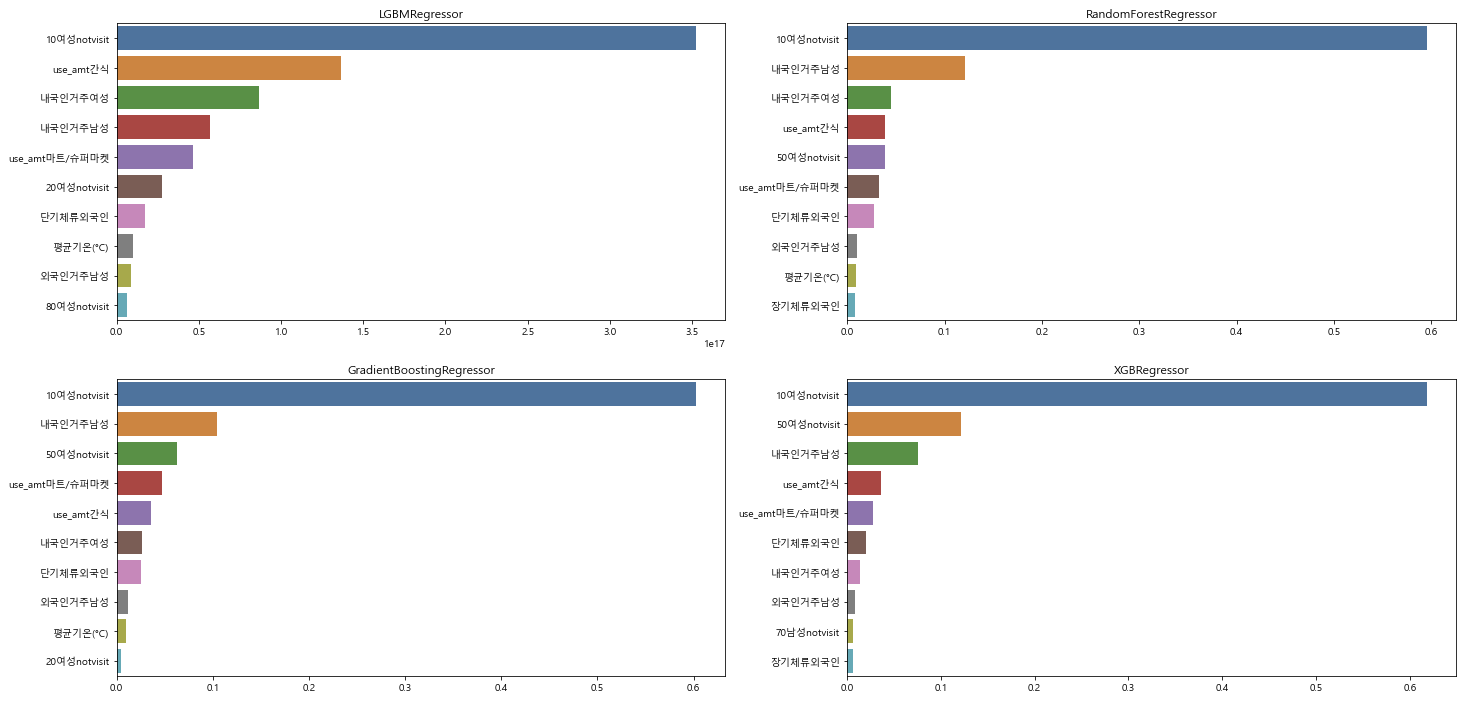 LGBMRegressor
10여성notvisit
use_amt간식
내국인거주여성
내국인거주남성
use_amt마트/슈퍼마켓
20여성notvisit
단기체류외국인
평균기온(°C)
외국인거주남성
80여성notvisit
0.0 0.5 1.0 1.5 2.0 2.5 3.0 3.5
1e17
RandomForestRegressor
10여성notvisit
내국인거주남성
내국인거주여성
use_amt간식
50여성notvisit
use_amt마트/슈퍼마켓
단기체류외국인
외국인거주남성
평균기온(°C)
장기체류외국인
0.0 0.1 0.2 0.3 0.4 0.5 0.6
GradientBoostingRegressor
10여성notvisit
내국인거주남성
50여성notvisit
use_amt마트/슈퍼마켓
use_amt간식
내국인거주여성
단기체류외국인
외국인거주남성
평균기온(°C)
20여성notvisit
0.0 0.1 0.2 0.3 0.4 0.5 0.6
XGBRegressor
10여성notvisit
50여성notvisit
내국인거주남성
use_amt간식
use_amt마트/슈퍼마켓
단기체류외국인
내국인거주여성
외국인거주남성
70남성notvisit
장기체류외국인
0.0 0.1 0.2 0.3 0.4 0.5 0.6